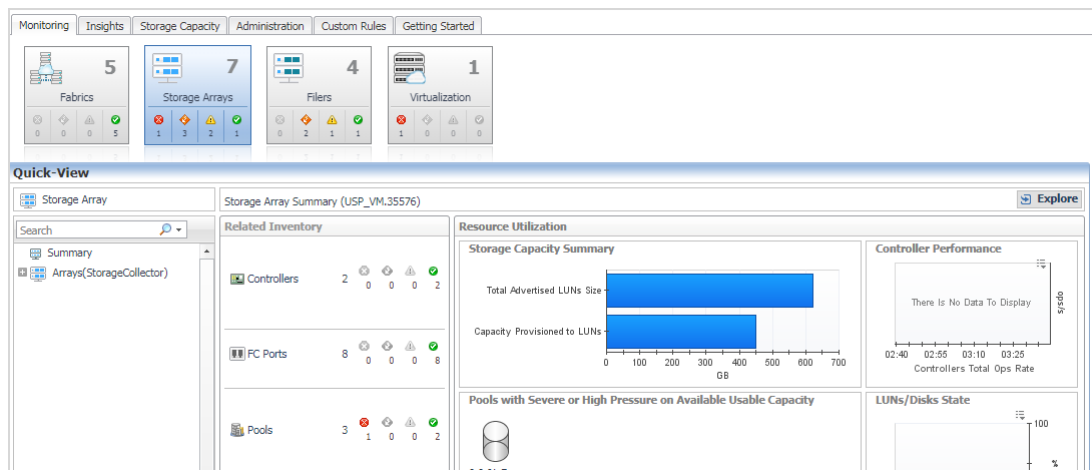 Monitoring Insights Storage Capacity Administration Custom Rules Getting Started
5 7 4 1
Fabrics Storage Arrays Filers Virtualization
0 0 0 5 1 3 2 1 0 2 1 1 1 0 0 0
Quick-View
Storage Array Storage Array Summary (USP_VM.35576) Explore
Search Related Inventory Resource Utilization
Summary
Arrays(StorageCollector)
Controllers 2 0 0 0 2
FC Ports 8 0 0 0 8
Pools 3 1 0 0 2
Storage Capacity Summary
Total Advertised LUNs Size
Capacity Provisioned to LUNs
0 100 200 300 400 500 600 700
GB
Controller Performance
There Is No Data To Display
ops/s
02:40 02:55 03:10 03:25
Controllers Total Ops Rate
Pools with Severe or High Pressure on Available Usable Capacity
LUNs/Disks State
100
%